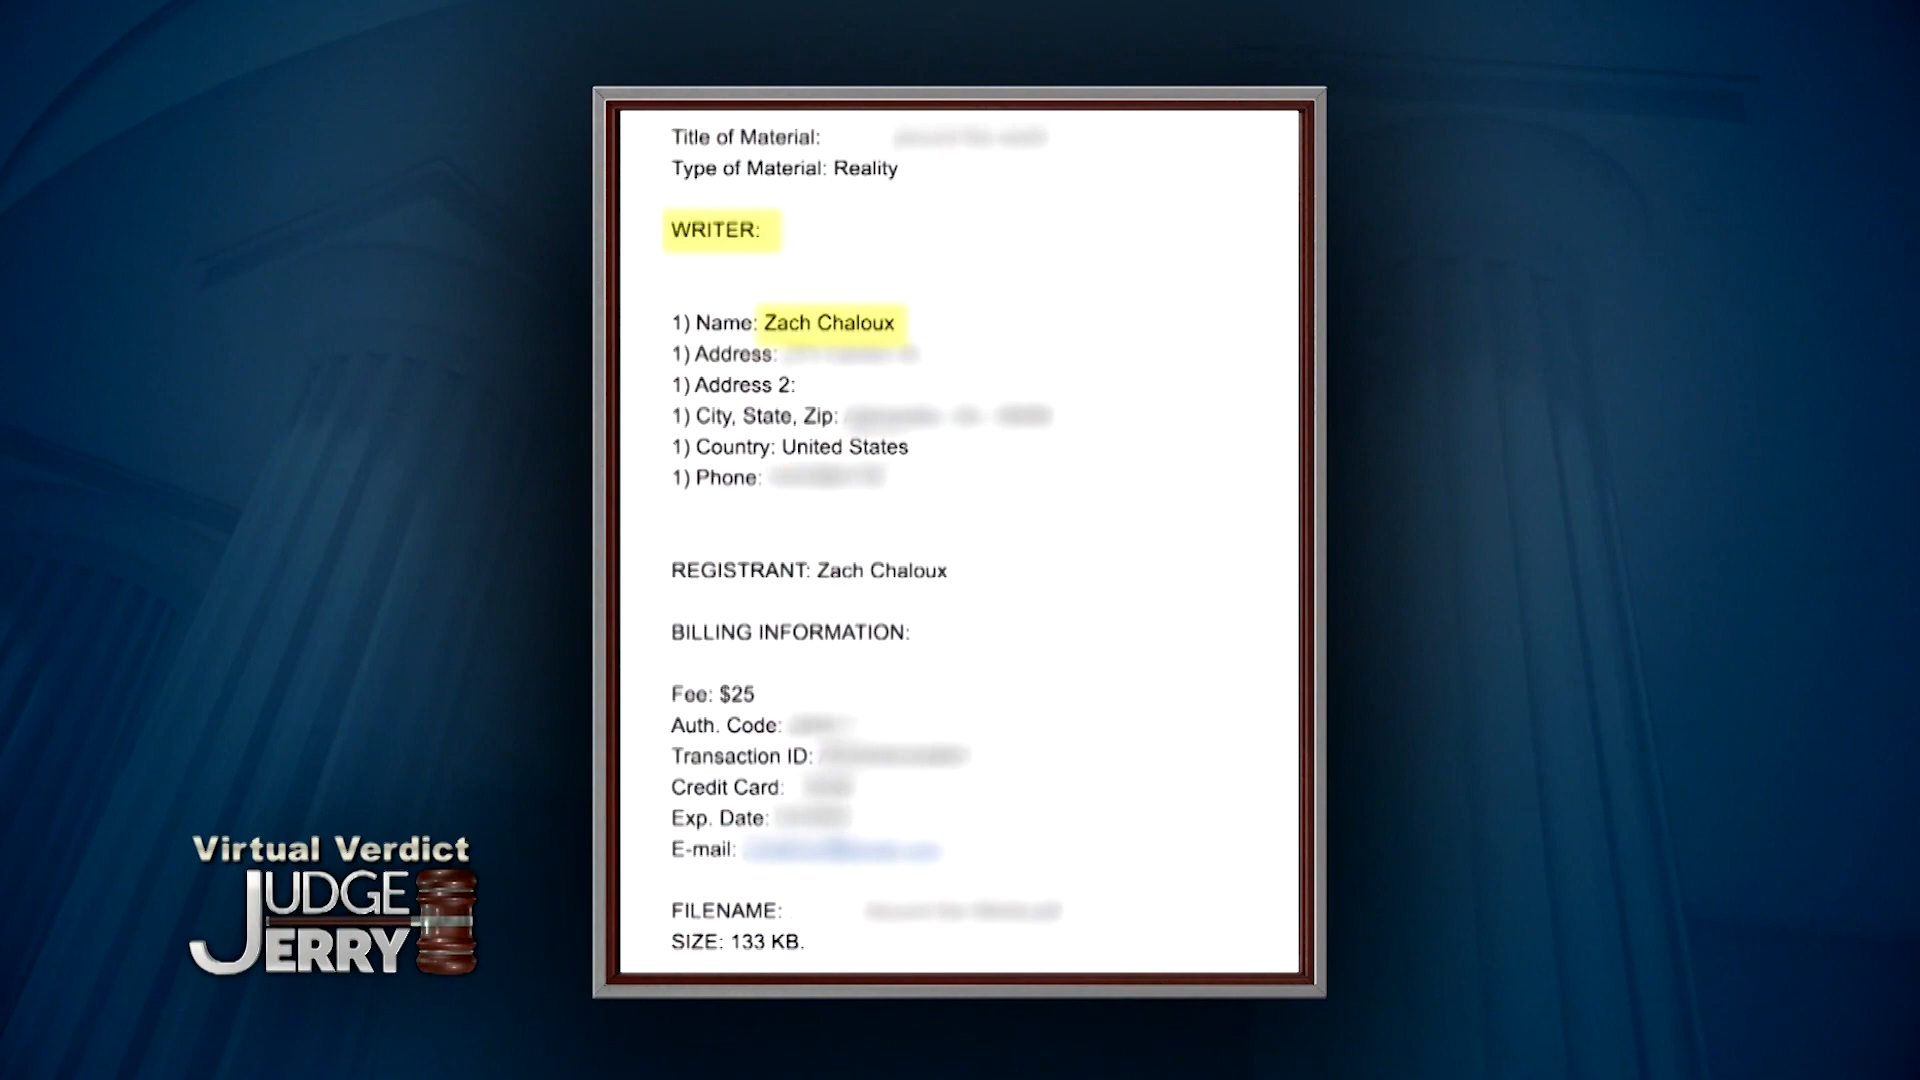 Title of Material:
Type of Material: Reality
WRITER:
1) Name: Zach Chaloux
1) Address:
1) Address 2:
1) City, State, Zip:
1) Country: United States
1) Phone:
REGISTRANT: Zach Chaloux
BILLING INFORMATION:
Fee: $25
Auth. Code:
Transaction ID:
Credit Card:
Exp. Date:
E-mail:
FILENAME:
SIZE: 133 KB.
Virtual Verdict
JUDGE
JERRY